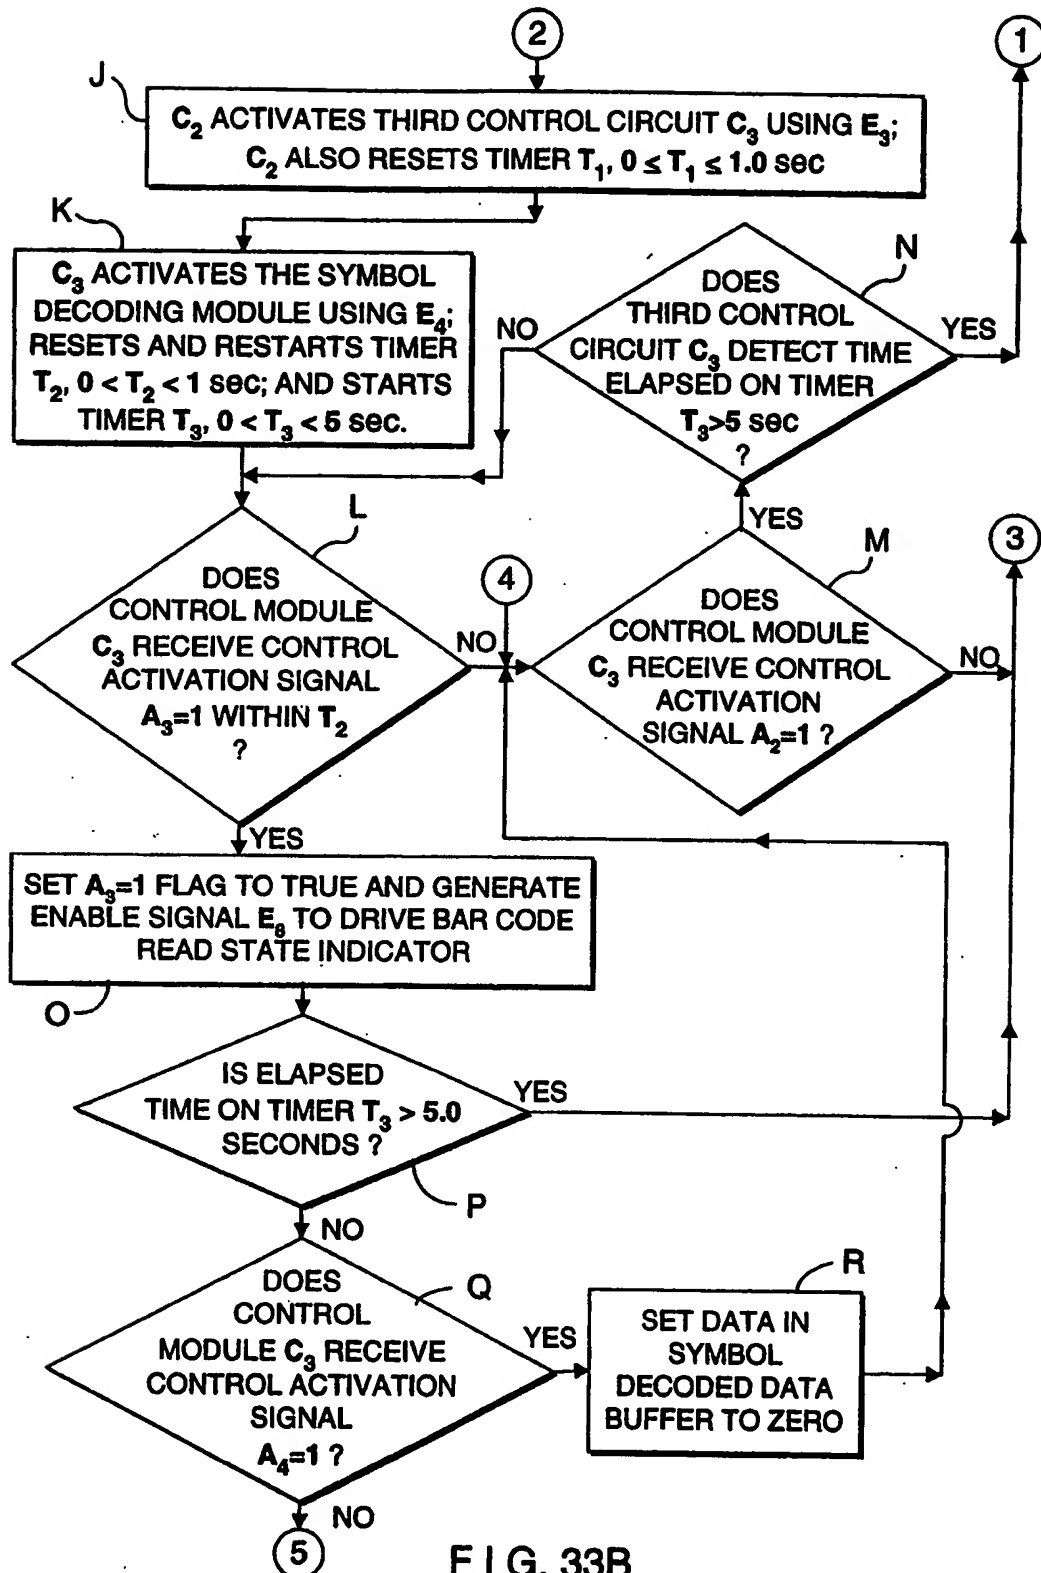 2
1
J
C2 ACTIVATES THIRD CONTROL CIRCUIT C3 USING E3;
C2 ALSO RESETS TIMER T1, 0 ≤ T1 ≤ 1.0 sec
K
C3 ACTIVATES THE SYMBOL
DECODING MODULE USING E4;
RESETS AND RESTARTS TIMER
T2, 0 < T2 < 1 sec; AND STARTS
TIMER T3, 0 < T3 < 5 sec.
N
DOES
THIRD CONTROL
CIRCUIT C3 DETECT TIME
ELAPSED ON TIMER
T3>5 sec
?
NO
YES
L
DOES
CONTROL MODULE
C3 RECEIVE CONTROL
ACTIVATION SIGNAL
A3=1 WITHIN T2
?
NO
YES
4
YES
M
DOES
CONTROL MODULE
C3 RECEIVE CONTROL
ACTIVATION
SIGNAL A2=1 ?
NO
3
SET A3=1 FLAG TO TRUE AND GENERATE
ENABLE SIGNAL E8 TO DRIVE BAR CODE
READ STATE INDICATOR
O
IS ELAPSED
TIME ON TIMER T3 > 5.0
SECONDS ?
YES
P
NO
DOES
CONTROL
MODULE C3 RECEIVE
CONTROL ACTIVATION
SIGNAL
A4=1 ?
Q
YES
R
SET DATA IN
SYMBOL
DECODED DATA
BUFFER TO ZERO
NO
5
FIG. 33B